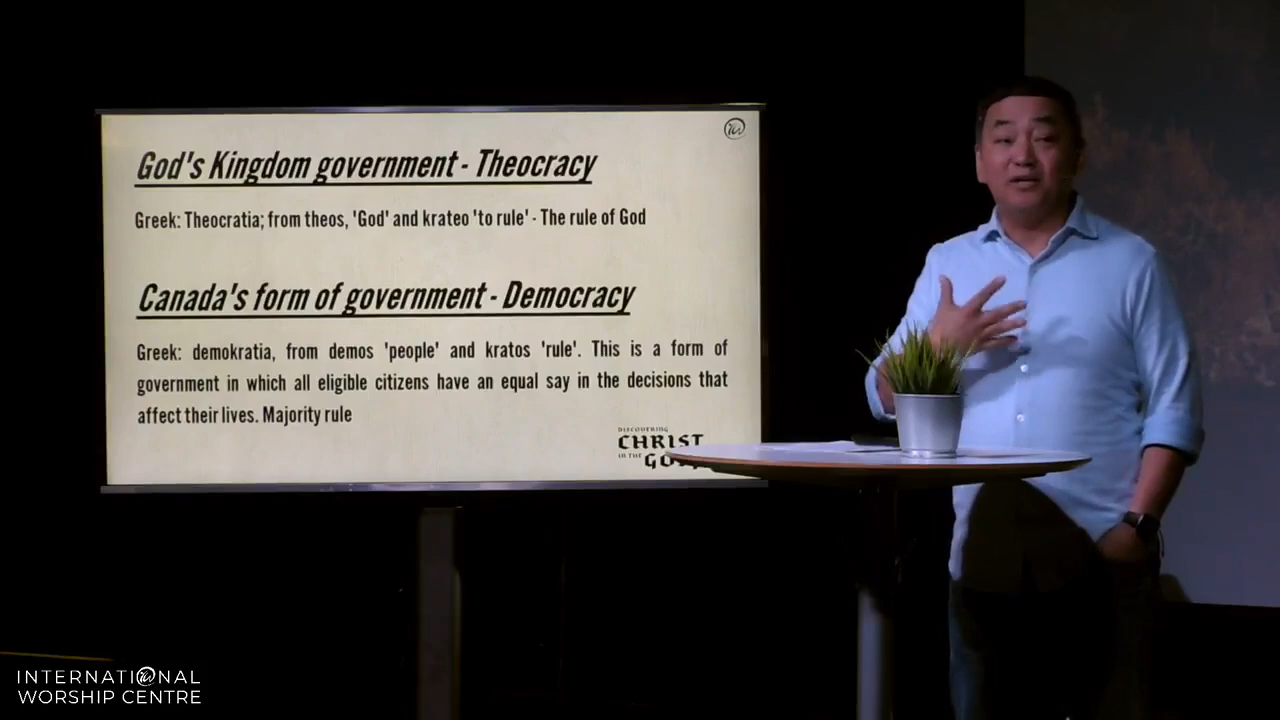 God's Kingdom government - Theocracy
Greek: Theocratia; from theos, 'God' and krateo 'to rule' - The rule of God
Canada's form of government - Democracy
Greek: demokratia, from demos 'people' and kratos 'rule'. This is a form of
government in which all eligible citizens have an equal say in the decisions that
affect their lives. Majority rule
DISCOVERING
CHRIST
IN THE
INTERNATIONAL
WORSHIP CENTRE